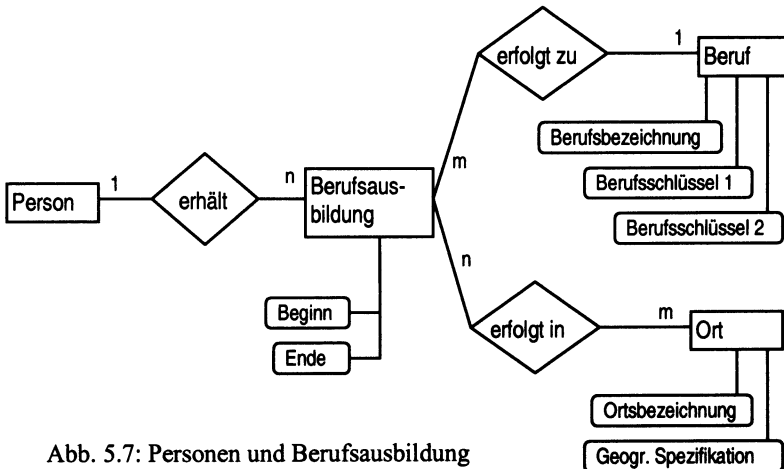 erfolgt zu
1
Beruf
Berufsbezeichnung
m
Berufsschlüssel 1
Person
1
erhält
n
Berufsaus-
bildung
Berufsschlüssel 2
n
Beginn
Ende
erfolgt in
m
Ort
Ortsbezeichnung
Geogr. Spezifikation
Abb. 5.7: Personen und Berufsausbildung